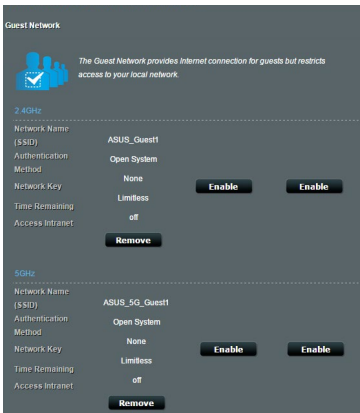 Guest Network
The Guest Network provides Internet connection for guests but restricts
access to your local network.
2.4GHz
Network Name
(SSID)
ASUS_Guest1
Authentication
Method
Open System
Network Key
None
Enable
Enable
Time Remaining
Limitless
Access Intranet
off
Remove
5GHz
Network Name
(SSID)
ASUS_5G_Guest1
Authentication
Method
Open System
Network Key
None
Enable
Enable
Time Remaining
Limitless
Access Intranet
off
Remove